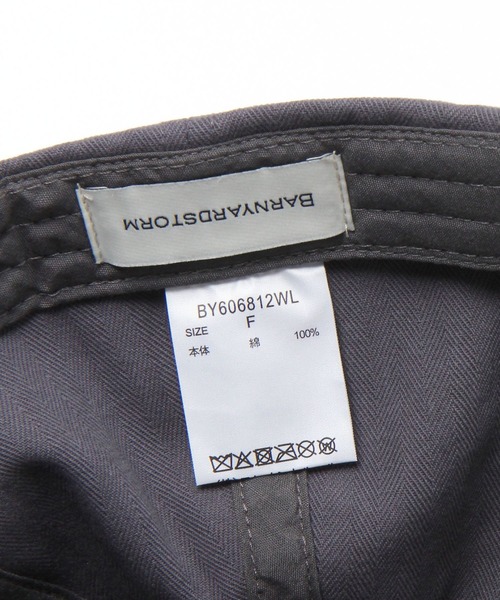 BARNYARDSTORM
BY606812WL
SIZE F
本体 綿 100%